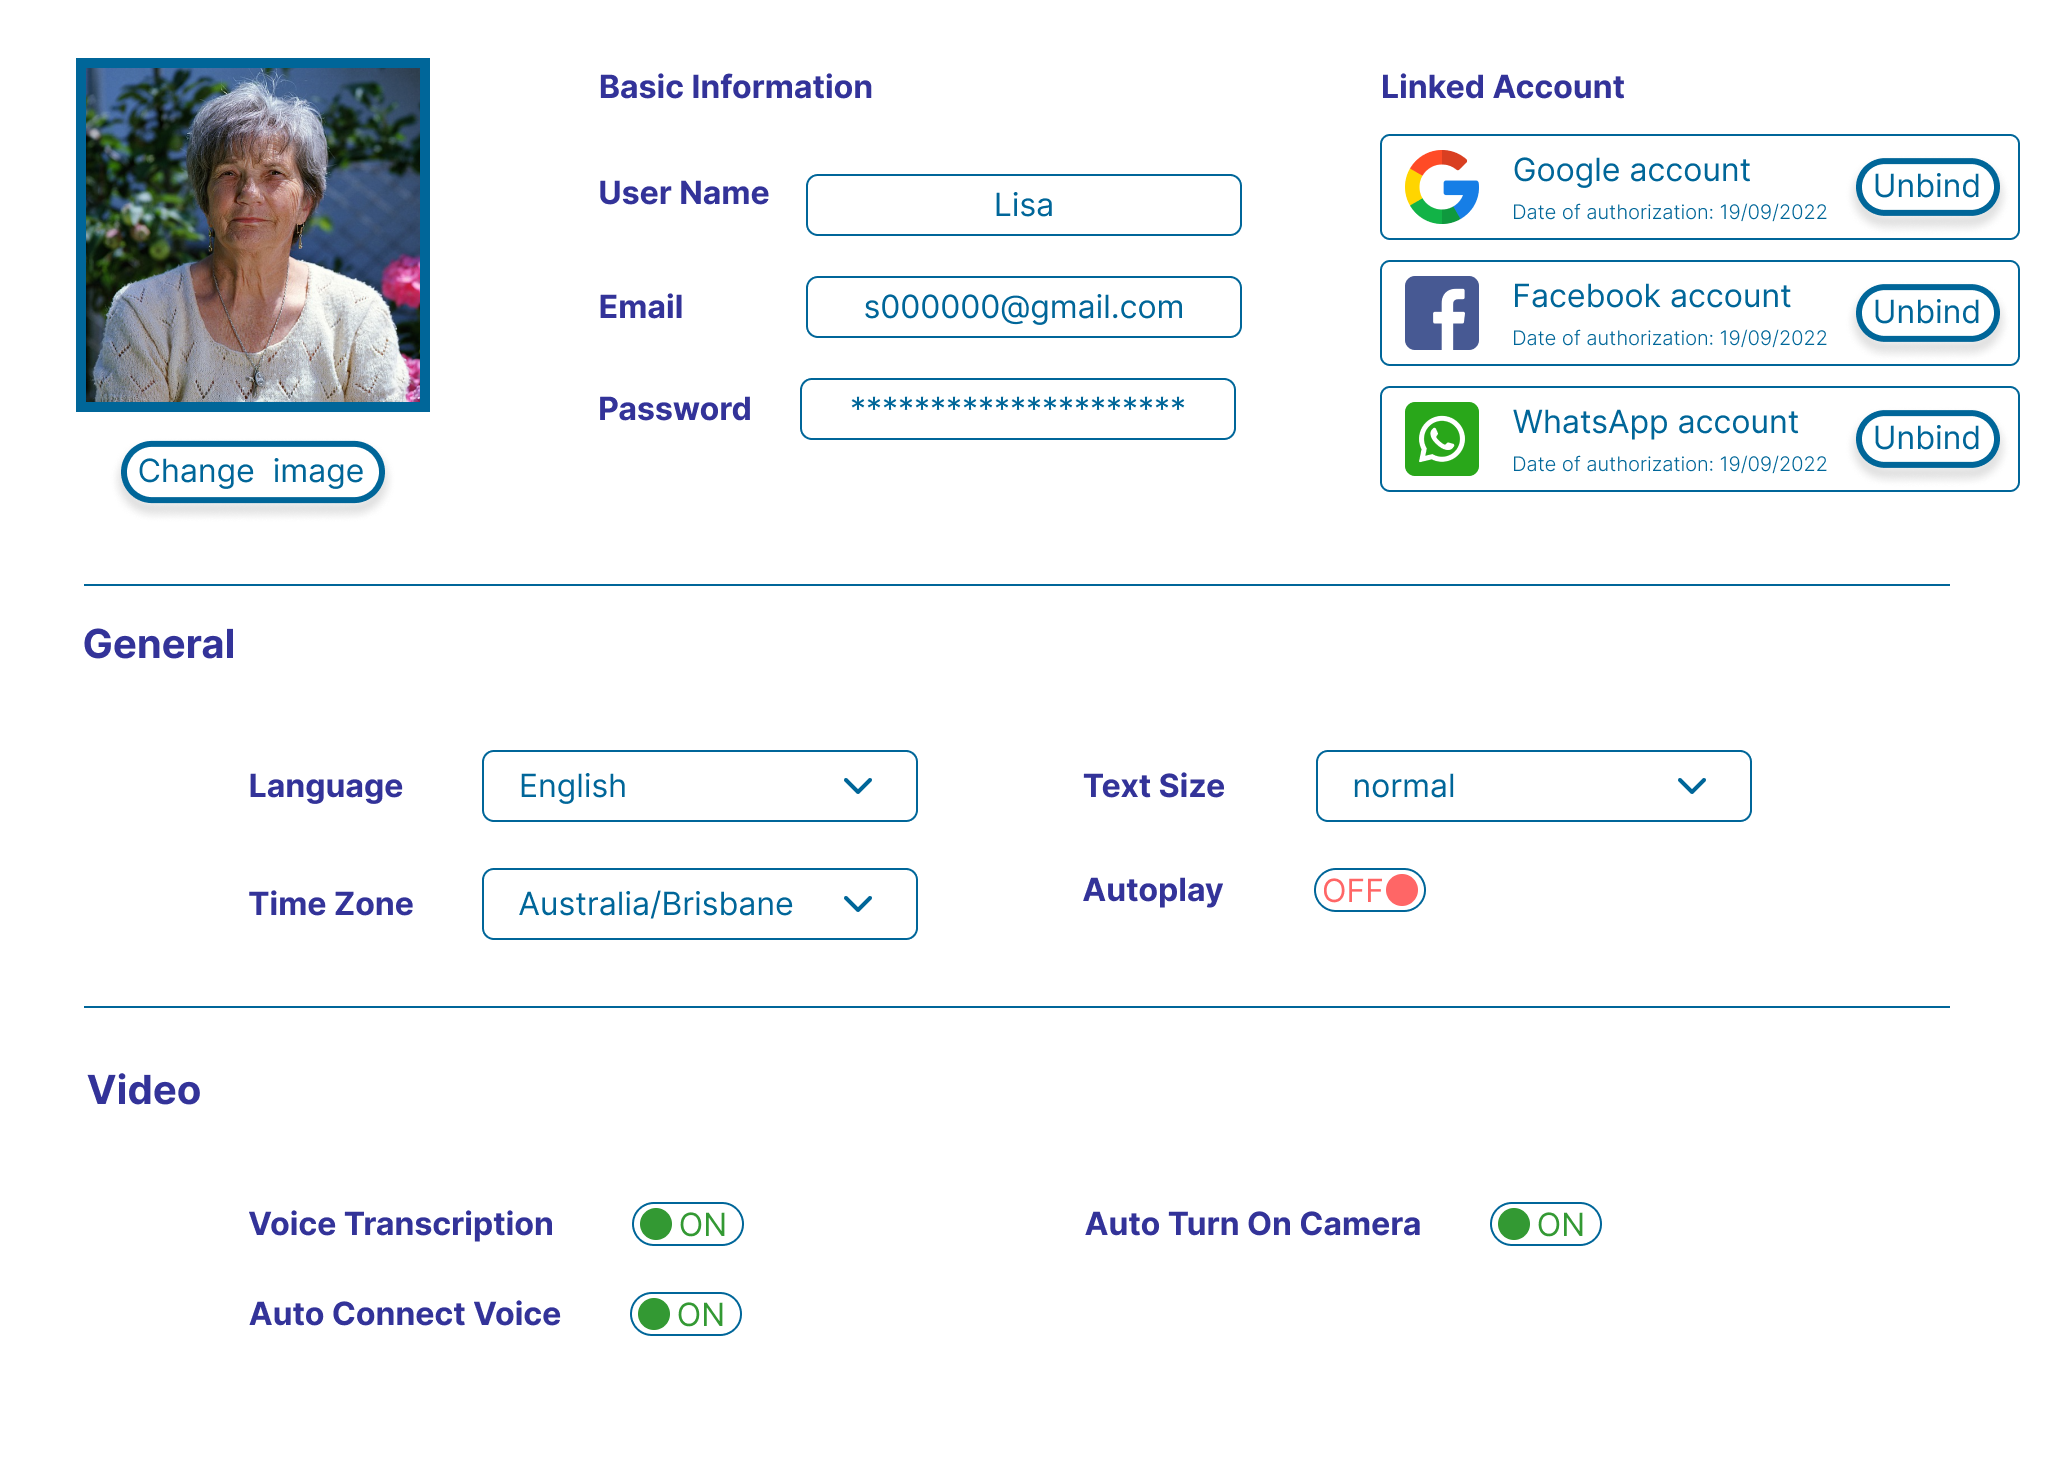 Basic Information
User Name
Lisa
Email
s000000@gmail.com
Password
*********************
Change image
Linked Account
Google account
Date of authorization: 19/09/2022
Unbind
Facebook account
Date of authorization: 19/09/2022
Unbind
WhatsApp account
Date of authorization: 19/09/2022
Unbind
General
Language
English
Text Size
normal
Time Zone
Australia/Brisbane
Autoplay
OFF
Video
Voice Transcription
ON
Auto Turn On Camera
ON
Auto Connect Voice
ON